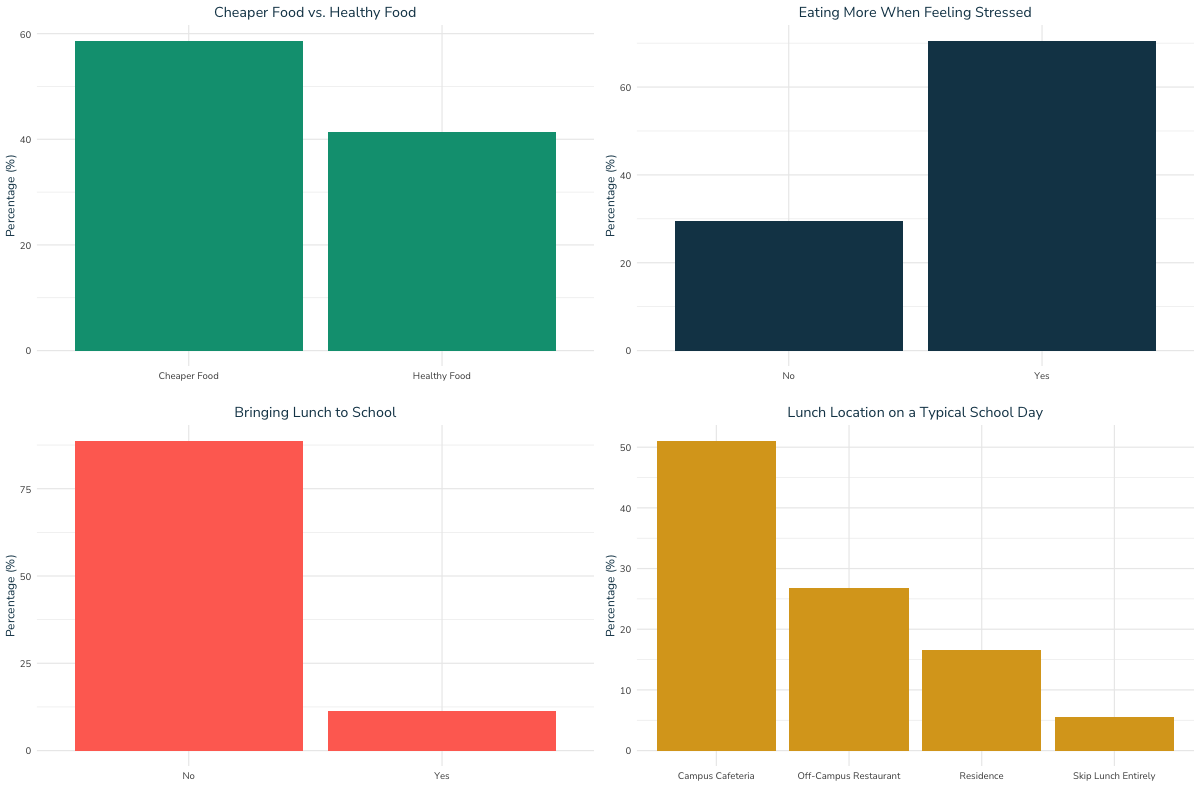 Cheaper Food vs. Healthy Food
Percentage (%)
60
40
20
0
Cheaper Food
Healthy Food
Eating More When Feeling Stressed
Percentage (%)
60
40
20
0
No
Yes
Bringing Lunch to School
Percentage (%)
75
50
25
0
No
Yes
Lunch Location on a Typical School Day
Percentage (%)
50
40
30
20
10
0
Campus Cafeteria
Off-Campus Restaurant
Residence
Skip Lunch Entirely